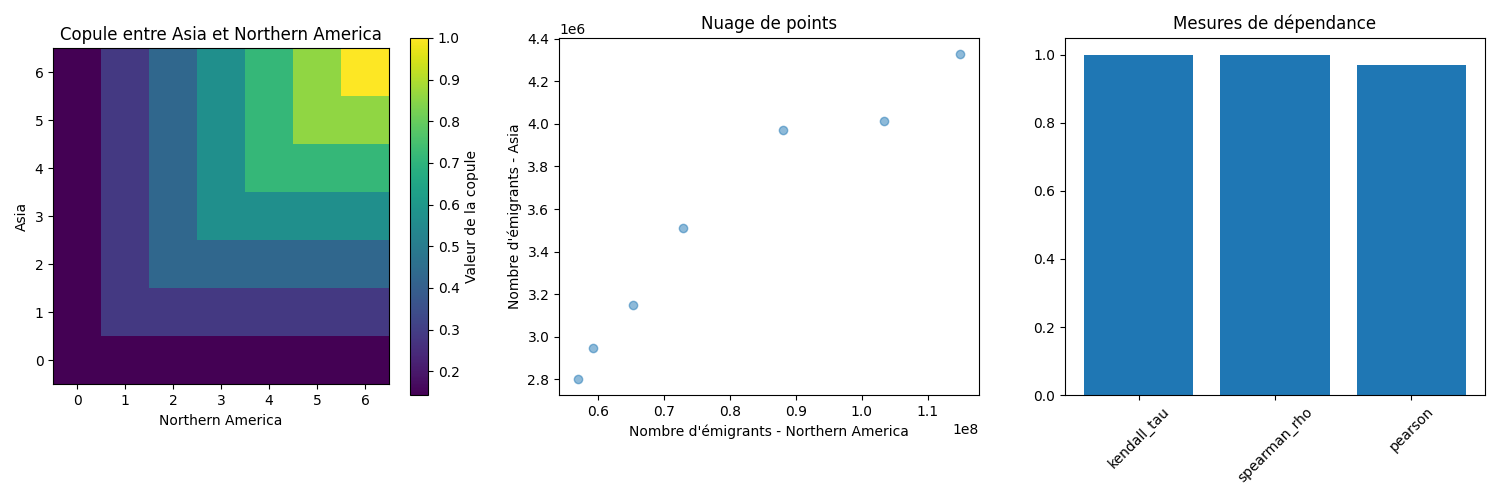 Copule entre Asia et Northern America
6
5
4
3
2
1
0
Asia
0 1 2 3 4 5 6
Northern America
1.0
0.9
0.8
0.7
0.6
0.5
0.4
0.3
0.2
Valeur de la copule
Nuage de points
1e6
4.4
4.2
4.0
3.8
3.6
3.4
3.2
3.0
2.8
Nombre d'émigrants - Asia
0.6 0.7 0.8 0.9 1.0 1.1
1e8
Nombre d'émigrants - Northern America
Mesures de dépendance
1.0
0.8
0.6
0.4
0.2
0.0
kendall_tau
spearman_rho
pearson